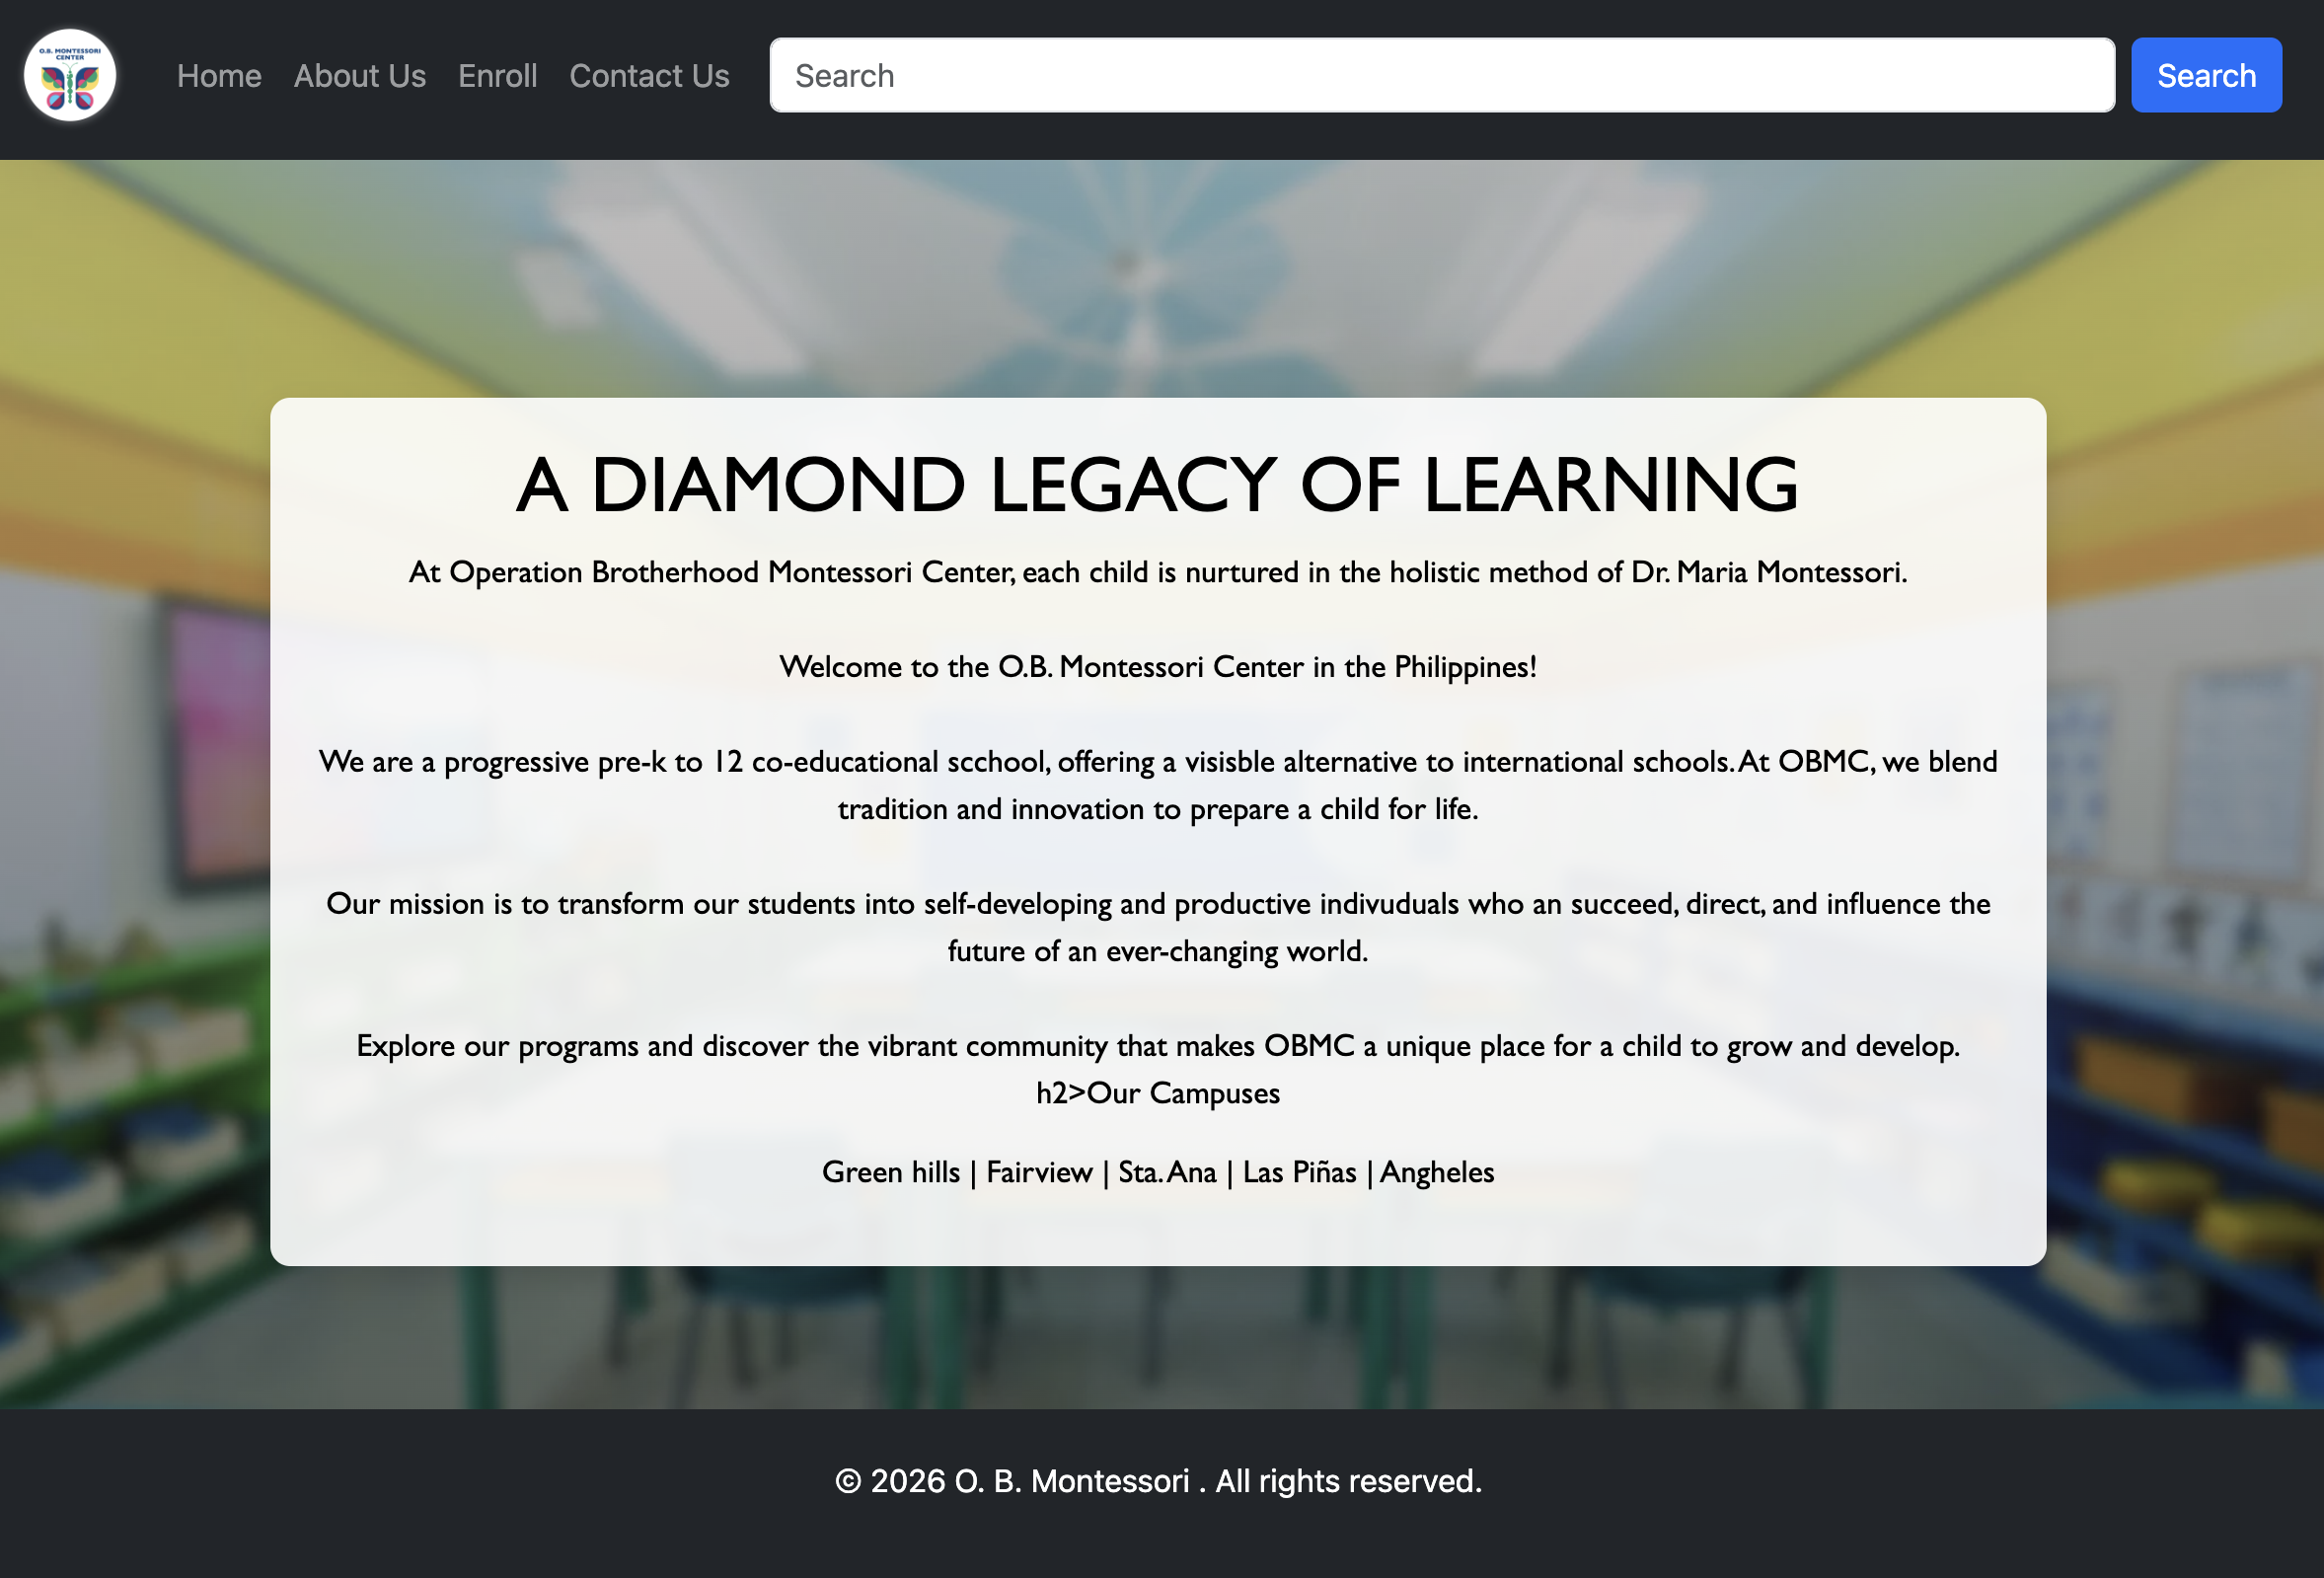 O.B. MONTESSORI
CENTER
Home About Us Enroll Contact Us Search Search
A DIAMOND LEGACY OF LEARNING
At Operation Brotherhood Montessori Center, each child is nurtured in the holistic method of Dr. Maria Montessori.
Welcome to the O.B. Montessori Center in the Philippines!
We are a progressive pre-k to 12 co-educational scchool, offering a visisble alternative to international schools. At OBMC, we blend
tradition and innovation to prepare a child for life.
Our mission is to transform our students into self-developing and productive indivuduals who an succeed, direct, and influence the
future of an ever-changing world.
Explore our programs and discover the vibrant community that makes OBMC a unique place for a child to grow and develop.
h2>Our Campuses
Green hills | Fairview | Sta. Ana | Las Piñas | Angheles
© 2026 O. B. Montessori . All rights reserved.